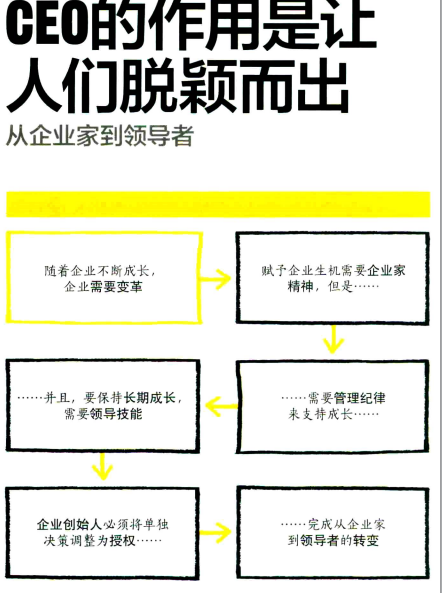 CEO的作用是让
人们脱颖而出
从企业家到领导者
随着企业不断成长，
企业需要变革
赋予企业生机需要企业家
精神，但是……
……需要管理纪律
来支持成长……
……并且，要保持长期成长，
需要领导技能
企业创始人必须将单独
决策调整为授权……
……完成从企业家
到领导者的转变